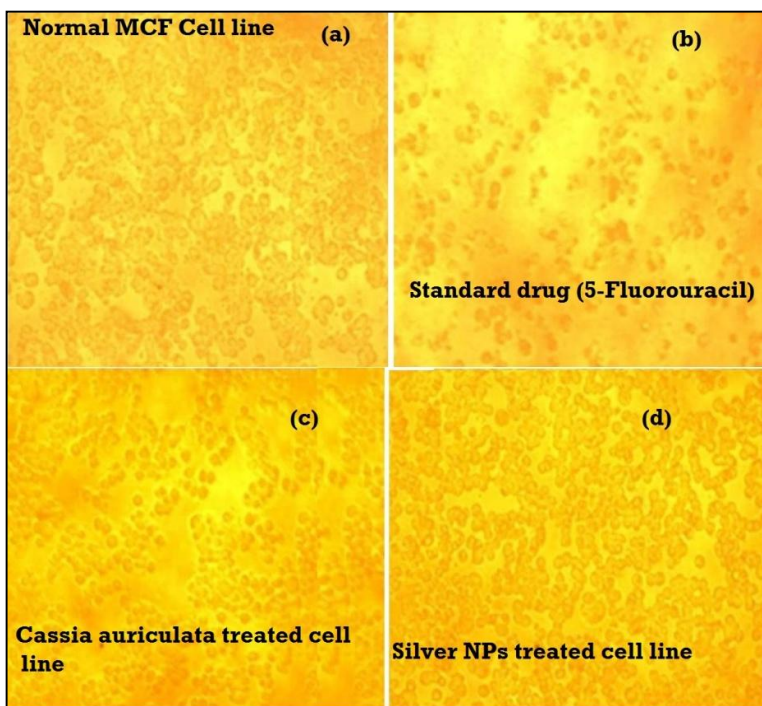 Normal MCF Cell line
(a)
(b)
Standard drug (5-Fluorouracil)
(c)
Cassia auriculata treated cell
line
(d)
Silver NPs treated cell line